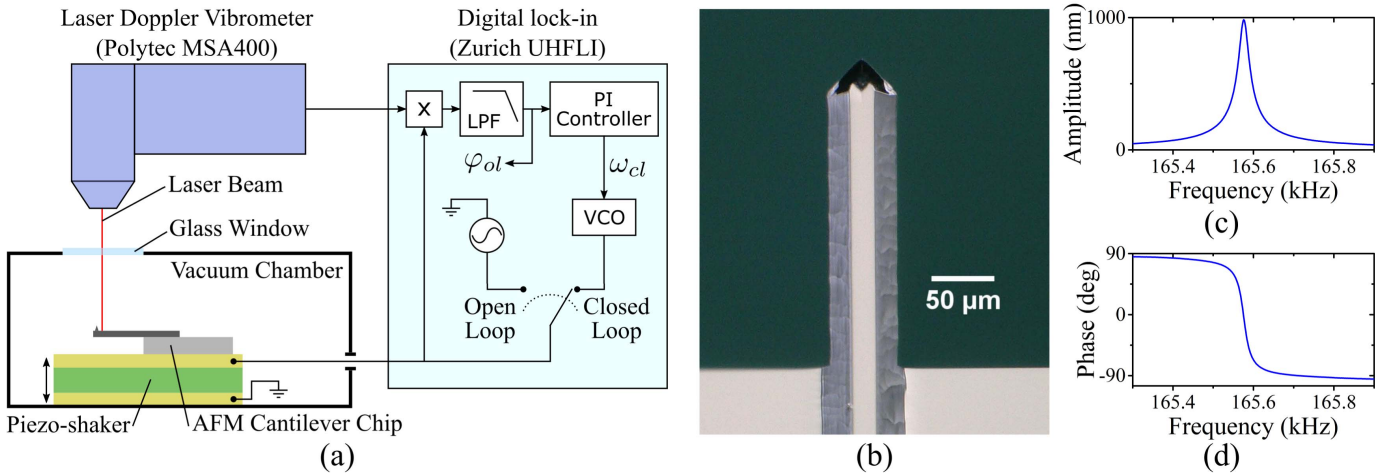 Laser Doppler Vibrometer
(Polytec MSA400)
Digital lock-in
(Zurich UHFLI)
X
LPF
PI
Controller
φol
ωcl
VCO
Open
Loop
Closed
Loop
Laser Beam
Glass Window
Vacuum Chamber
Piezo-shaker
AFM Cantilever Chip
(a)
50 μm
(b)
Amplitude (nm)
1000
0
165.4 165.6 165.8
Frequency (kHz)
(c)
Phase (deg)
90
0
-90
165.4 165.6 165.8
Frequency (kHz)
(d)